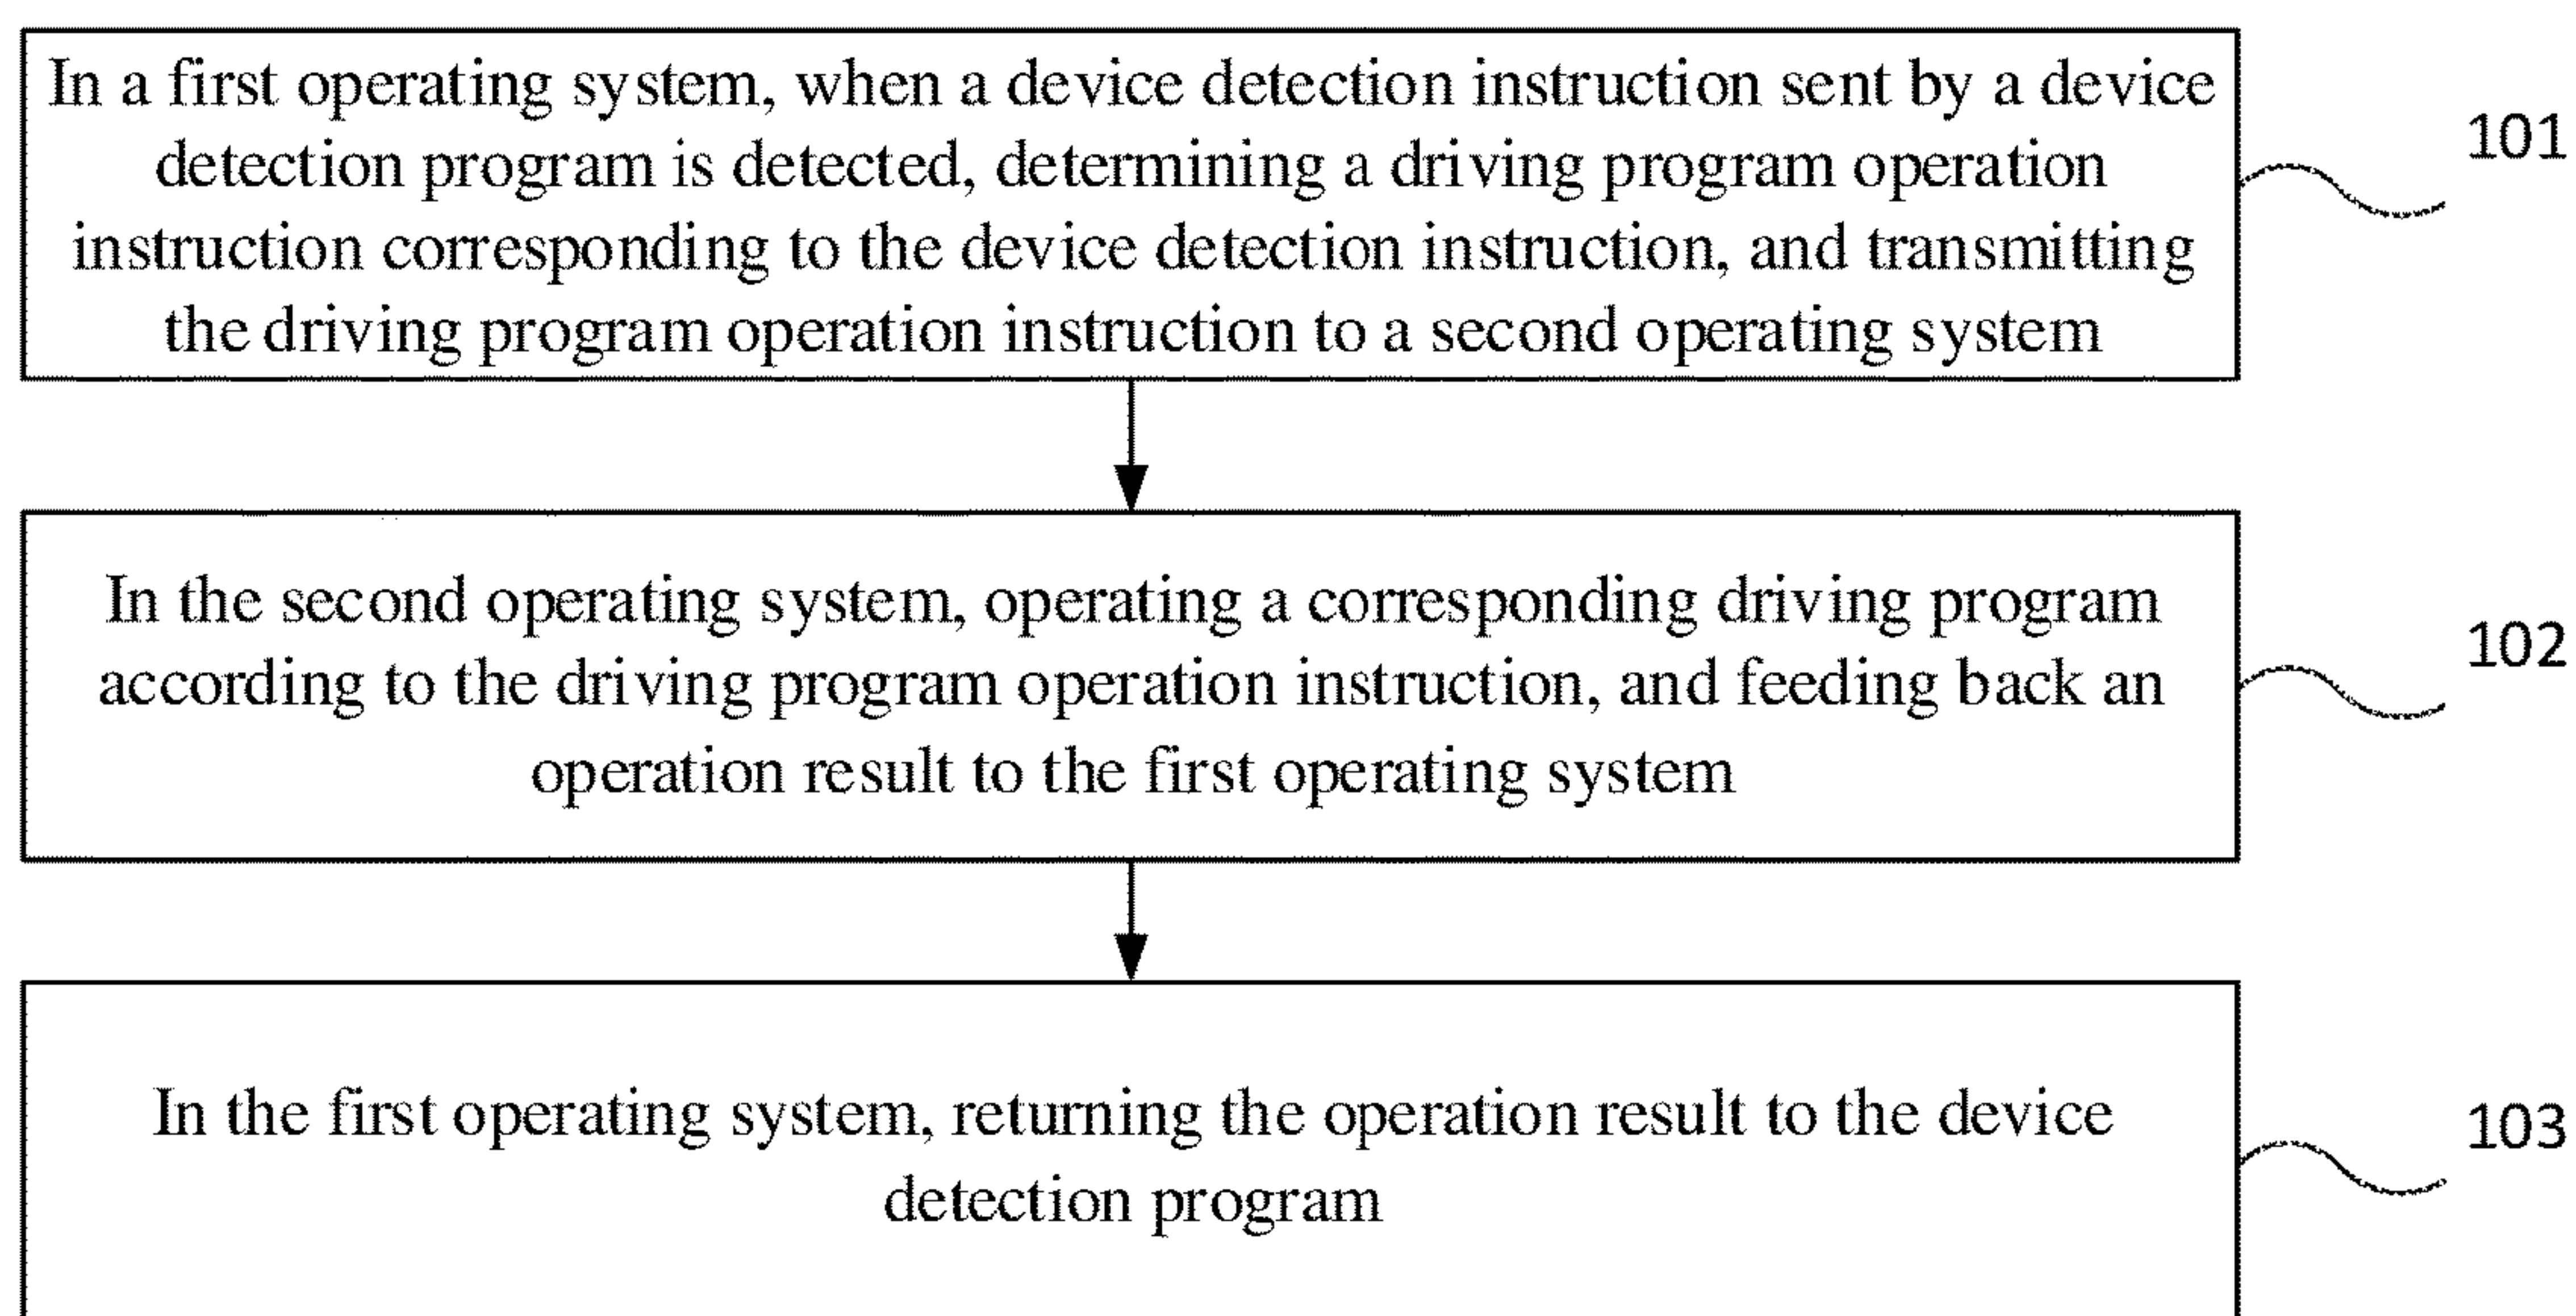 In a first operating system, when a device detection instruction sent by a device
detection program is detected, determining a driving program operation
instruction corresponding to the device detection instruction, and transmitting
the driving program operation instruction to a second operating system
101
In the second operating system, operating a corresponding driving program
according to the driving program operation instruction, and feeding back an
operation result to the first operating system
102
In the first operating system, returning the operation result to the device
detection program
103